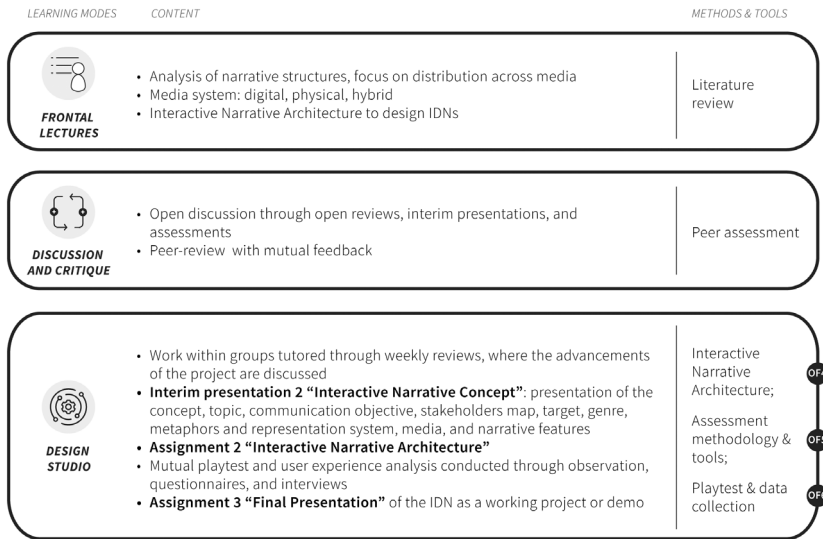 LEARNING MODES CONTENT METHODS & TOOLS
FRONTAL
LECTURES
• Analysis of narrative structures, focus on distribution across media
• Media system: digital, physical, hybrid
• Interactive Narrative Architecture to design IDNs
Literature
review
DISCUSSION
AND CRITIQUE
• Open discussion through open reviews, interim presentations, and
assessments
• Peer-review with mutual feedback
Peer assessment
DESIGN
STUDIO
• Work within groups tutored through weekly reviews, where the advancements
of the project are discussed
• Interim presentation 2 “Interactive Narrative Concept”: presentation of the
concept, topic, communication objective, stakeholders map, target, genre,
metaphors and representation system, media, and narrative features
• Assignment 2 “Interactive Narrative Architecture”
• Mutual playtest and user experience analysis conducted through observation,
questionnaires, and interviews
• Assignment 3 “Final Presentation” of the IDN as a working project or demo
Interactive
Narrative
Architecture;
OF4
Assessment
methodology &
tools;
OF5
Playtest & data
collection
OF6